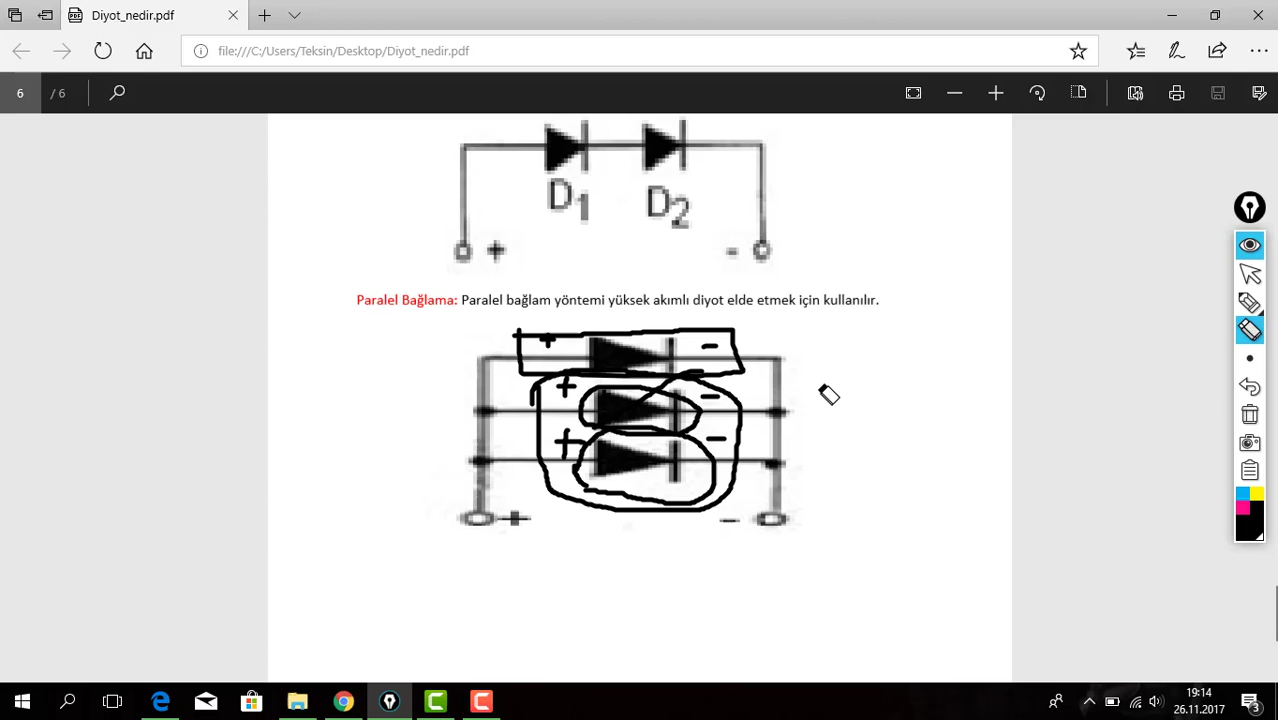 Diyot_nedir.pdf
file:///C:/Users/Teksin/Desktop/Diyot_nedir.pdf
6 / 6
D1 D2
+ -
Paralel Bağlama: Paralel bağlam yöntemi yüksek akımlı diyot elde etmek için kullanılır.
+ -
+ -
+ -
+ -
19:14
26.11.2017
3